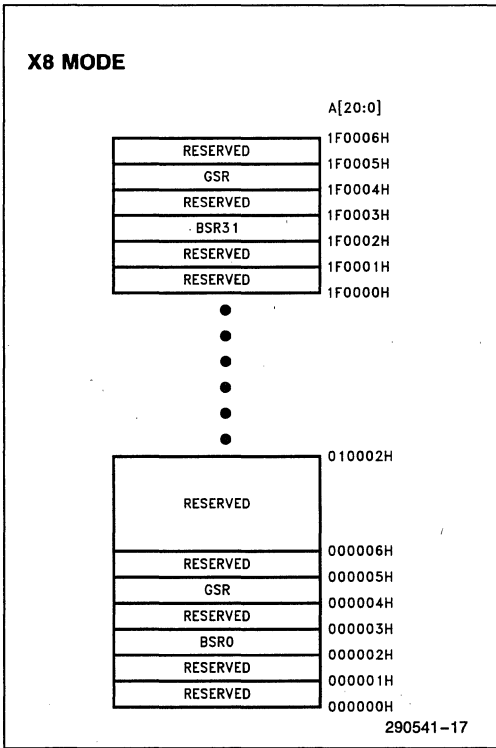 X8 MODE
A[20:0]
1F0006H
RESERVED
1F0005H
GSR
1F0004H
RESERVED
1F0003H
BSR31
1F0002H
RESERVED
1F0001H
RESERVED
1F0000H
010002H
RESERVED
000006H
RESERVED
000005H
GSR
000004H
RESERVED
000003H
BSR0
000002H
RESERVED
000001H
RESERVED
000000H
290541-17